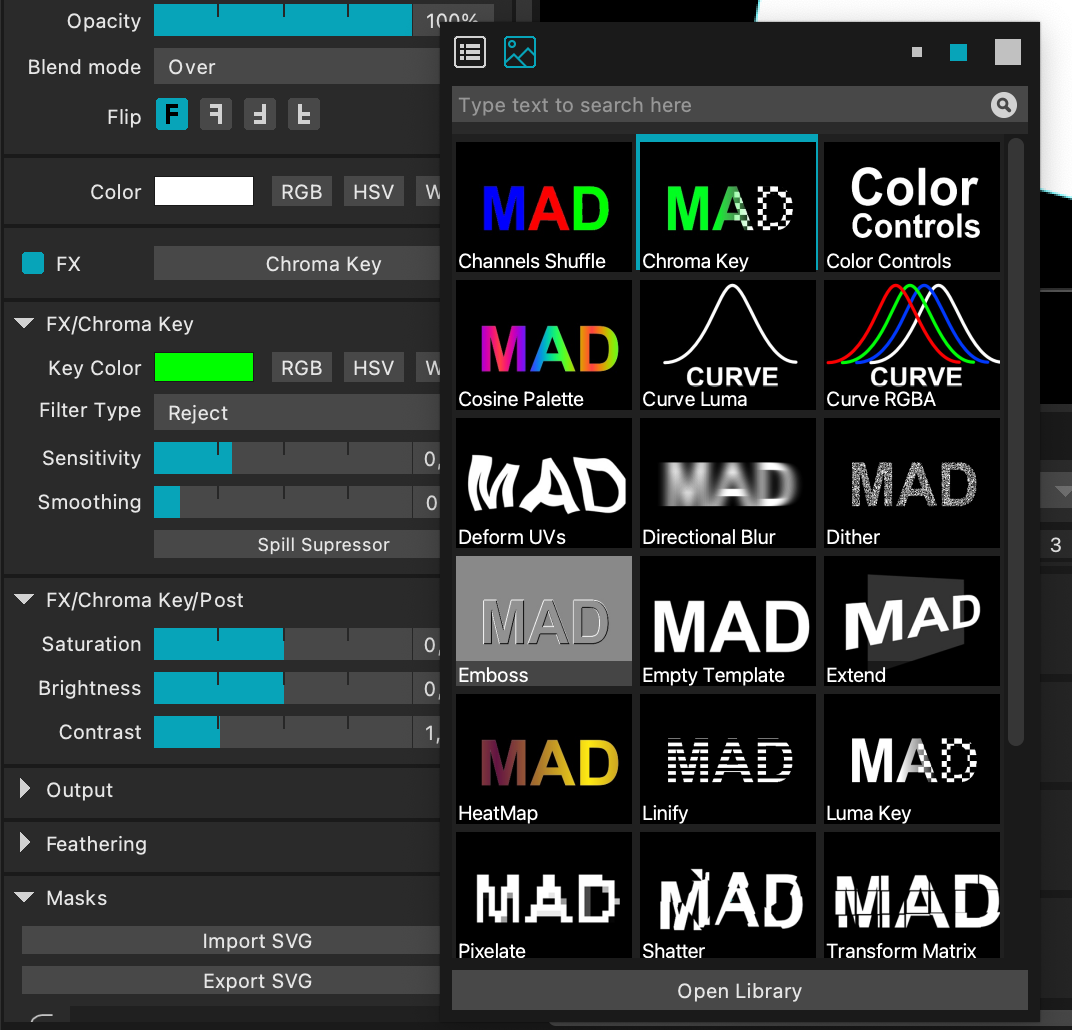 Opacity
100%
Blend mode
Over
Flip
F
Color
RGB
HSV
W
FX
Chroma Key
FX/Chroma Key
Key Color
RGB
HSV
W
Filter Type
Reject
Sensitivity
0,
Smoothing
0
Spill Supressor
FX/Chroma Key/Post
Saturation
0,
Brightness
0,
Contrast
1,
Output
Feathering
Masks
Import SVG
Export SVG
Type text to search here
MAD
Channels Shuffle
MAD
Chroma Key
Color
Controls
Color Controls
MAD
Cosine Palette
CURVE
Curve Luma
CURVE
Curve RGBA
MAD
Deform UVs
MAD
Directional Blur
MAD
Dither
MAD
Emboss
MAD
Empty Template
MAD
Extend
MAD
HeatMap
MAD
Linify
MAD
Luma Key
MAD
Pixelate
MAD
Shatter
MAD
Transform Matrix
Open Library
3